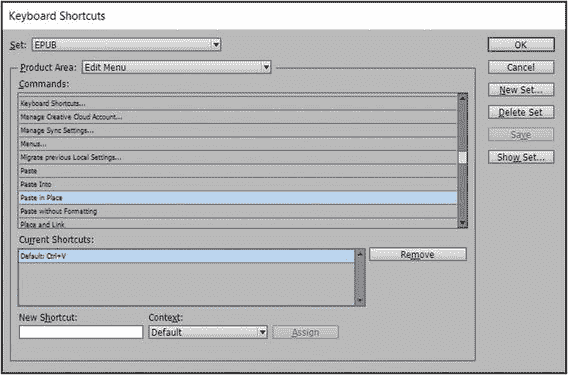 Keyboard Shortcuts
Set: EPUB
OK
Product Area: Edit Menu
Cancel
Commands:
New Set...
Keyboard Shortcuts...
Manage Creative Cloud Account...
Delete Set
Manage Sync Settings...
Save
Menus...
Migrate previous Local Settings...
Show Set...
Paste
Paste Into
Paste in Place
Paste without Formatting
Place and Link
Current Shortcuts:
Default: Ctrl+V
Remove
New Shortcut:
Context:
Default
Assign